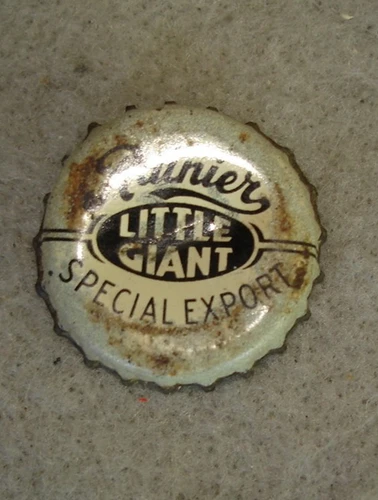 Rainier
LITTLE
GIANT
SPECIAL EXPORT